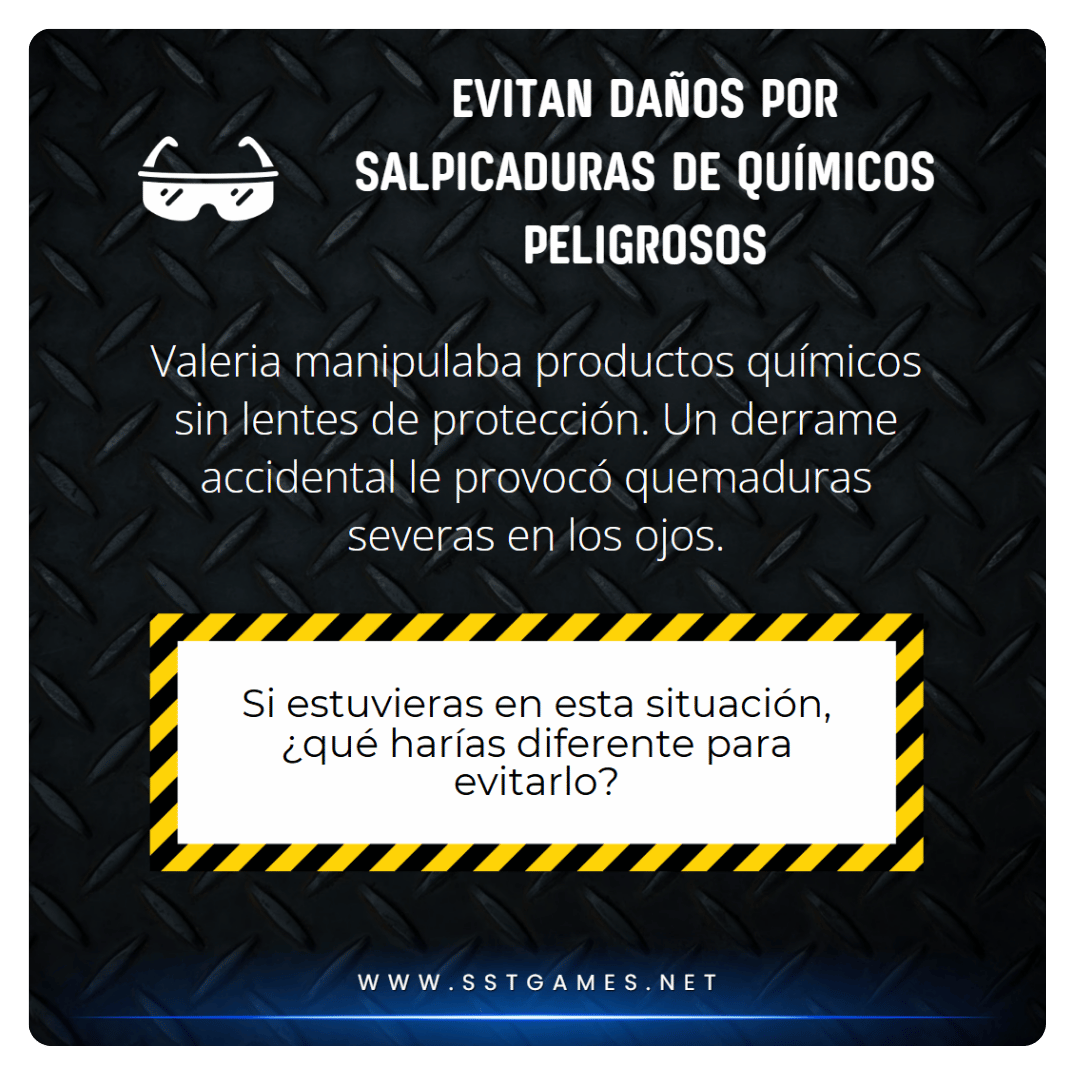 EVITAN DAÑOS POR
SALPICADURAS DE QUÍMICOS
PELIGROSOS
Valeria manipulaba productos químicos
sin lentes de protección. Un derrame
accidental le provocó quemaduras
severas en los ojos.
Si estuvieras en esta situación,
¿qué harías diferente para
evitarlo?
WWW.SSTGAMES.NET